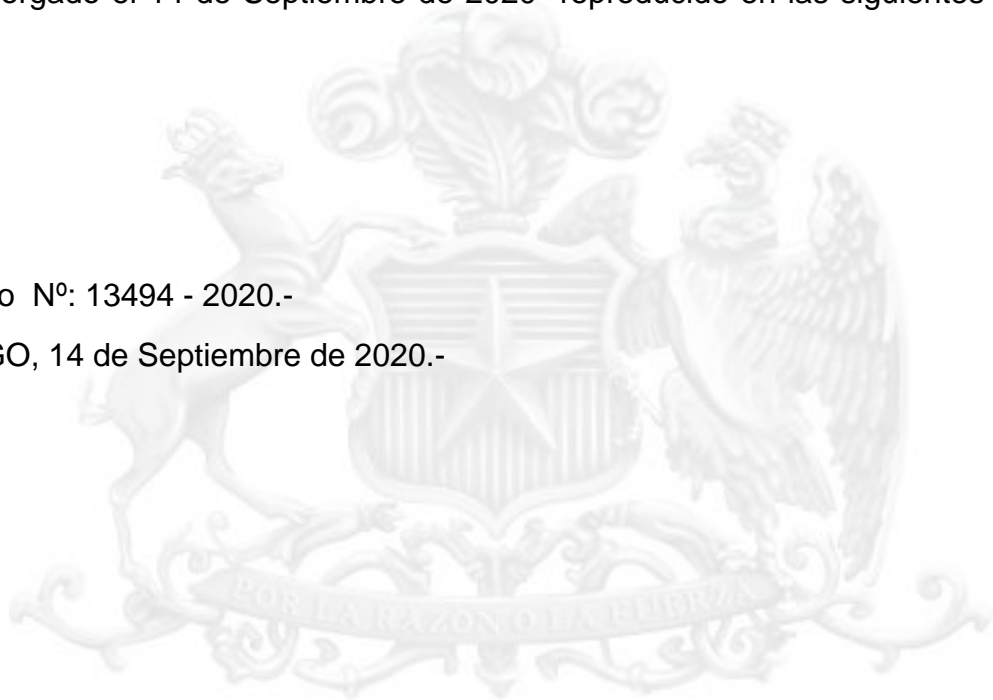 orgado el 14 de Septiembre de 2020 reproducido en las siguientes
o Nº: 13494 - 2020.-
GO, 14 de Septiembre de 2020.-
POR LA RAZON O LA FUERZA